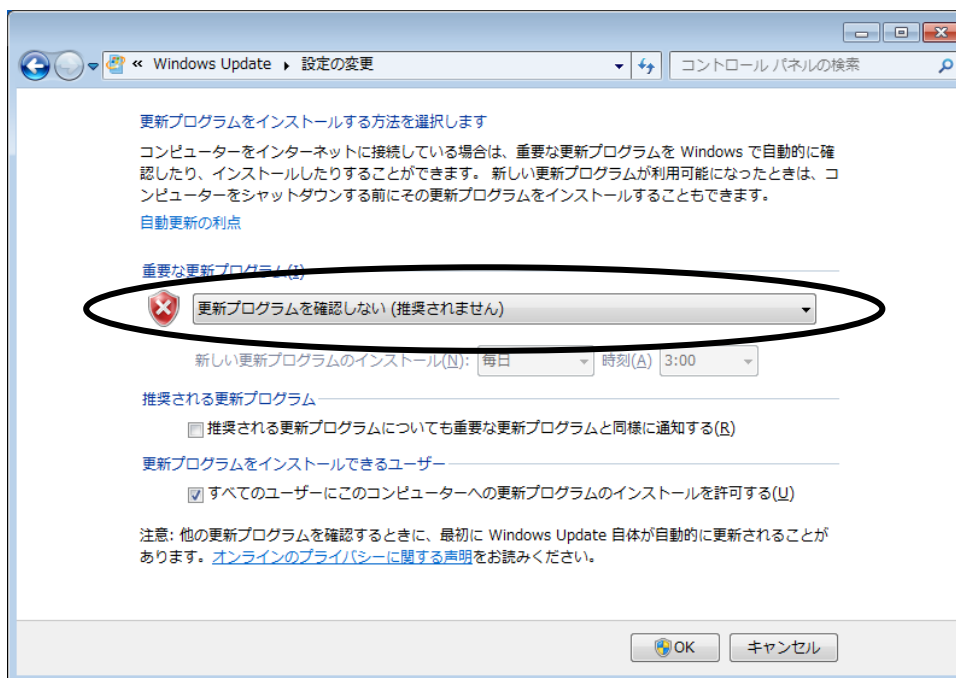 « Windows Update ▸ 設定の変更
コントロール パネルの検索
更新プログラムをインストールする方法を選択します
コンピューターをインターネットに接続している場合は、重要な更新プログラムを Windows で自動的に確
認したり、インストールしたりすることができます。 新しい更新プログラムが利用可能になったときは、コ
ンピューターをシャットダウンする前にその更新プログラムをインストールすることもできます。
自動更新の利点
重要な更新プログラム(I)
更新プログラムを確認しない (推奨されません)
新しい更新プログラムのインストール(N): 毎日 時刻(A) 3:00
推奨される更新プログラム
推奨される更新プログラムについても重要な更新プログラムと同様に通知する(R)
更新プログラムをインストールできるユーザー
すべてのユーザーにこのコンピューターへの更新プログラムのインストールを許可する(U)
注意: 他の更新プログラムを確認するときに、最初に Windows Update 自体が自動的に更新されることが
あります。オンラインのプライバシーに関する声明をお読みください。
OK キャンセル